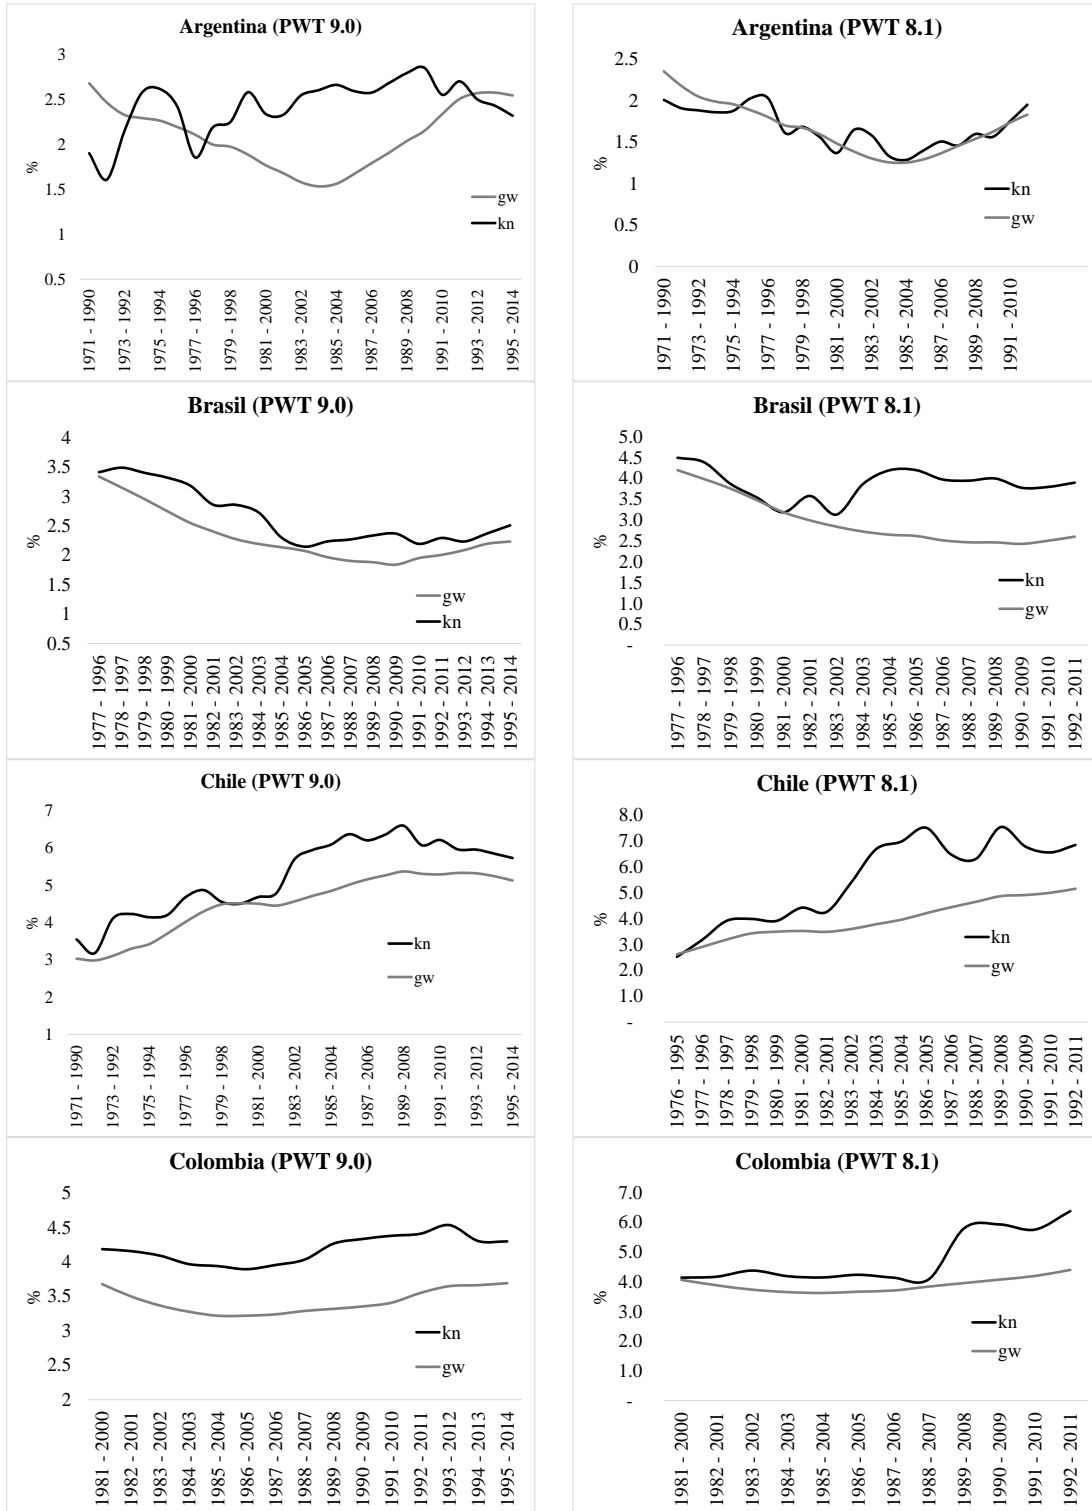 Argentina (PWT 9.0)
3
2.5
2
1.5
1
0.5
%
gw
kn
1971 - 1990
1973 - 1992
1975 - 1994
1977 - 1996
1979 - 1998
1981 - 2000
1983 - 2002
1985 - 2004
1987 - 2006
1989 - 2008
1991 - 2010
1993 - 2012
1995 - 2014
Argentina (PWT 8.1)
2.5
2
1.5
1
0.5
0
%
kn
gw
1971 - 1990
1973 - 1992
1975 - 1994
1977 - 1996
1979 - 1998
1981 - 2000
1983 - 2002
1985 - 2004
1987 - 2006
1989 - 2008
1991 - 2010
Brasil (PWT 9.0)
4
3.5
3
2.5
2
1.5
1
0.5
%
gw
kn
1977 - 1996
1978 - 1997
1979 - 1998
1980 - 1999
1981 - 2000
1982 - 2001
1983 - 2002
1984 - 2003
1985 - 2004
1986 - 2005
1987 - 2006
1988 - 2007
1989 - 2008
1990 - 2009
1991 - 2010
1992 - 2011
1993 - 2012
1994 - 2013
1995 - 2014
Brasil (PWT 8.1)
5.0
4.5
4.0
3.5
3.0
2.5
2.0
1.5
1.0
0.5
-
%
kn
gw
1977 - 1996
1978 - 1997
1979 - 1998
1980 - 1999
1981 - 2000
1982 - 2001
1983 - 2002
1984 - 2003
1985 - 2004
1986 - 2005
1987 - 2006
1988 - 2007
1989 - 2008
1990 - 2009
1991 - 2010
1992 - 2011
Chile (PWT 9.0)
7
6
5
4
3
2
1
%
kn
gw
1971 - 1990
1973 - 1992
1975 - 1994
1977 - 1996
1979 - 1998
1981 - 2000
1983 - 2002
1985 - 2004
1987 - 2006
1989 - 2008
1991 - 2010
1993 - 2012
1995 - 2014
Chile (PWT 8.1)
8.0
7.0
6.0
5.0
4.0
3.0
2.0
1.0
-
%
kn
gw
1976 - 1995
1977 - 1996
1978 - 1997
1979 - 1998
1980 - 1999
1981 - 2000
1982 - 2001
1983 - 2002
1984 - 2003
1985 - 2004
1986 - 2005
1987 - 2006
1988 - 2007
1989 - 2008
1990 - 2009
1991 - 2010
1992 - 2011
Colombia (PWT 9.0)
5
4.5
4
3.5
3
2.5
2
%
kn
gw
1981 - 2000
1982 - 2001
1983 - 2002
1984 - 2003
1985 - 2004
1986 - 2005
1987 - 2006
1988 - 2007
1989 - 2008
1990 - 2009
1991 - 2010
1992 - 2011
1993 - 2012
1994 - 2013
1995 - 2014
Colombia (PWT 8.1)
7.0
6.0
5.0
4.0
3.0
2.0
1.0
-
%
kn
gw
1981 - 2000
1982 - 2001
1983 - 2002
1984 - 2003
1985 - 2004
1986 - 2005
1987 - 2006
1988 - 2007
1989 - 2008
1990 - 2009
1991 - 2010
1992 - 2011